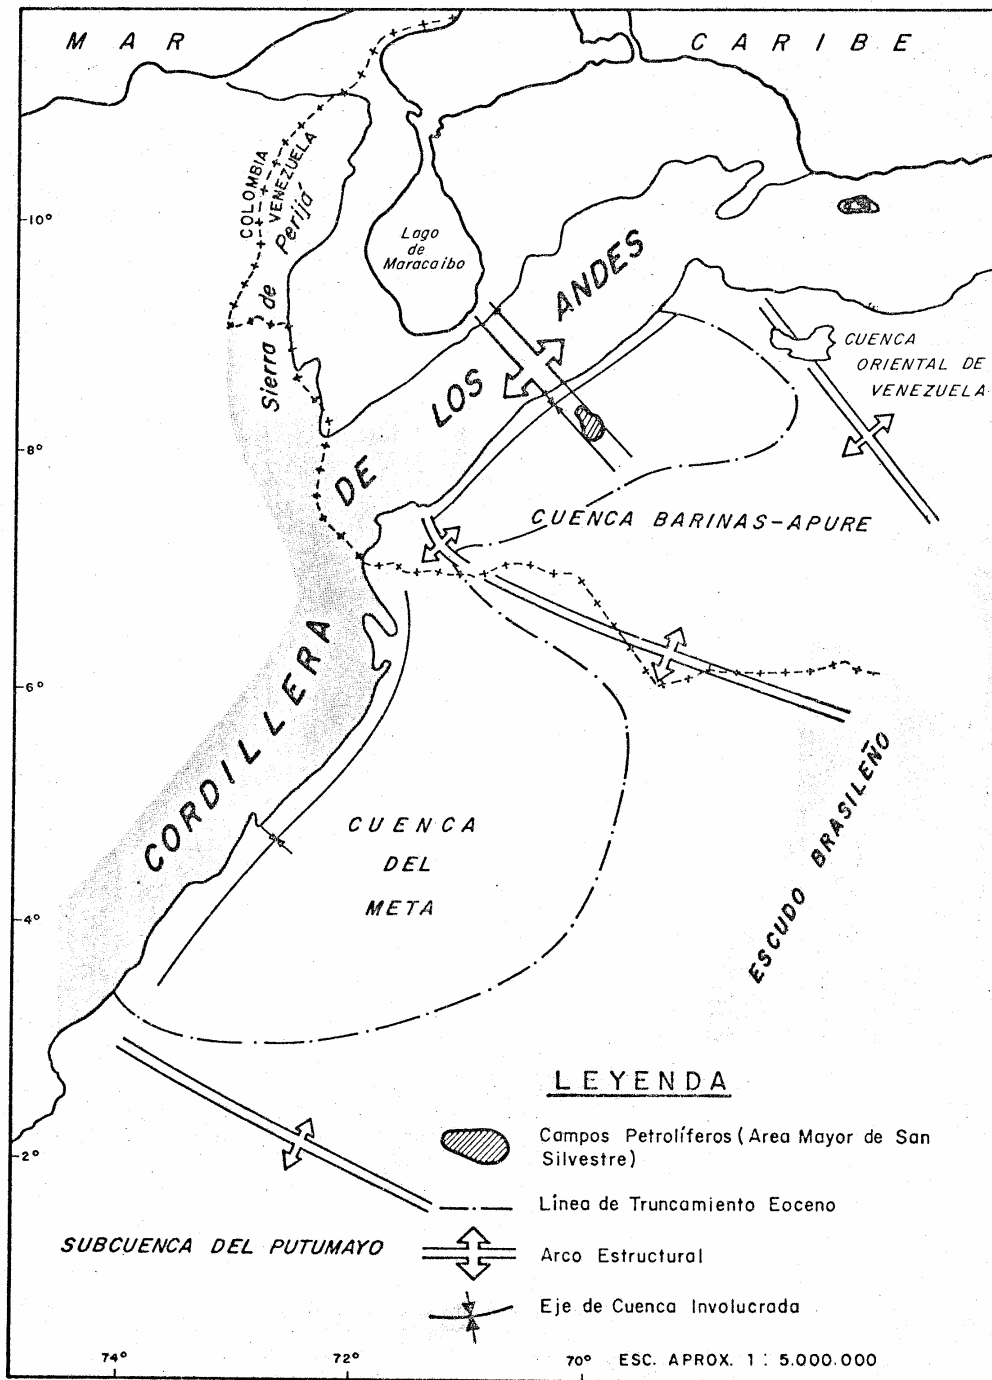 MAR CARIBE
COLOMBIA
VENEZUELA
Sierra de Perijá
Lago
de
Maracaibo
10°
8°
6°
4°
2°
CORDILLERA DE LOS ANDES
CUENCA
ORIENTAL DE
VENEZUELA
CUENCA BARINAS-APURE
CUENCA
DEL
META
ESCUDO BRASILEÑO
SUBCUENCA DEL PUTUMAYO
LEYENDA
Campos Petrolíferos (Area Mayor de San
Silvestre)
Línea de Truncamiento Eoceno
Arco Estructural
Eje de Cuenca Involucrada
74° 72° 70° ESC. APROX. 1 : 5.000.000